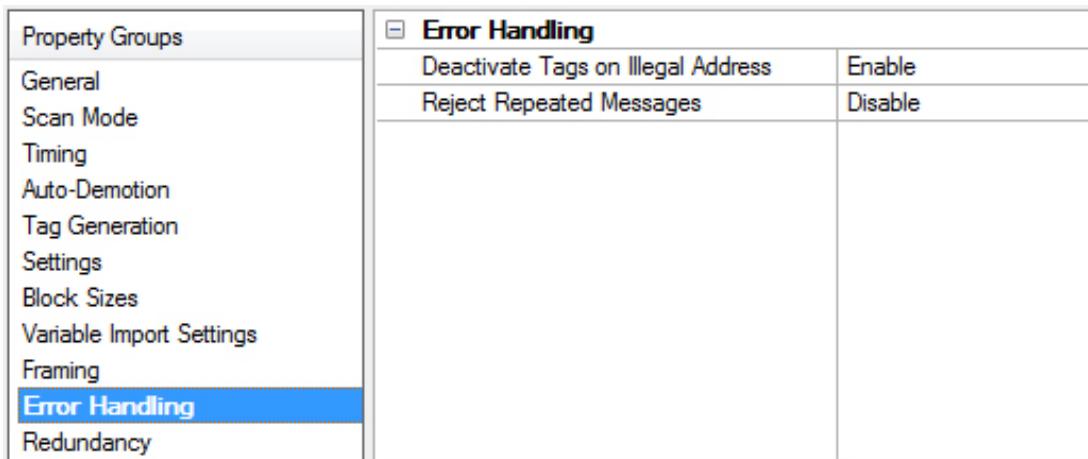 Property Groups
General
Scan Mode
Timing
Auto-Demotion
Tag Generation
Settings
Block Sizes
Variable Import Settings
Framing
Error Handling
Redundancy
Error Handling
Deactivate Tags on Illegal Address Enable
Reject Repeated Messages Disable